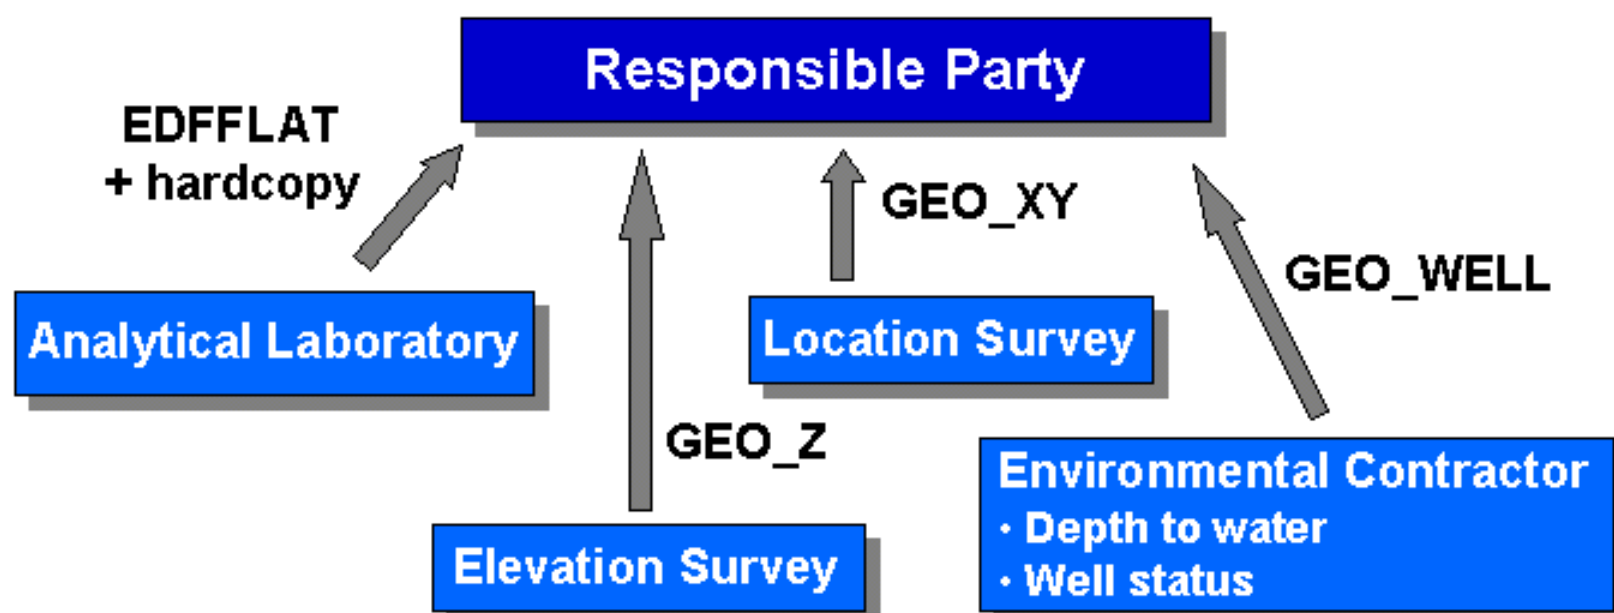 Responsible Party
EDFFLAT
+ hardcopy
GEO_XY
GEO_WELL
Analytical Laboratory
Location Survey
GEO_Z
Environmental Contractor
• Depth to water
• Well status
Elevation Survey